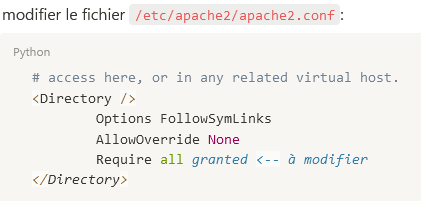 modifier le fichier /etc/apache2/apache2.conf :
Python
# access here, or in any related virtual host.
<Directory />
        Options FollowSymLinks
        AllowOverride None
        Require all granted <-- à modifier
</Directory>